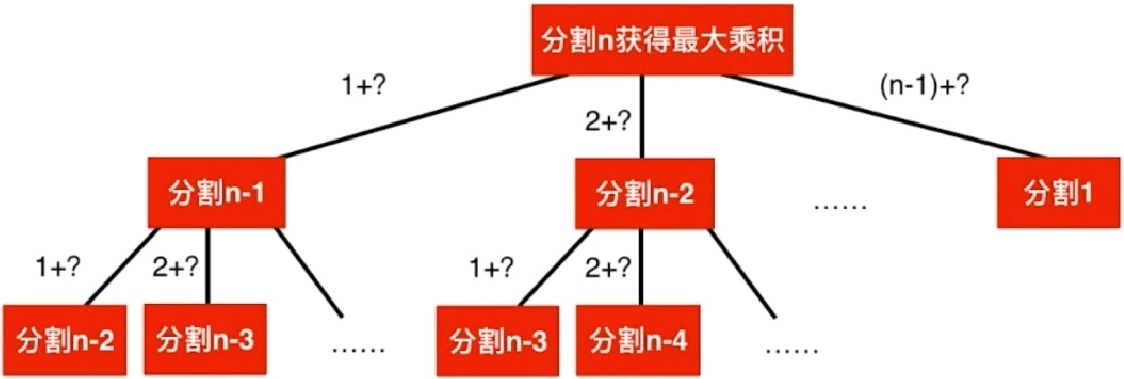 分割n获得最大乘积
1+?
2+?
(n-1)+?
分割n-1
分割n-2
......
分割1
1+?
2+?
1+?
2+?
分割n-2
分割n-3
......
分割n-3
分割n-4
......